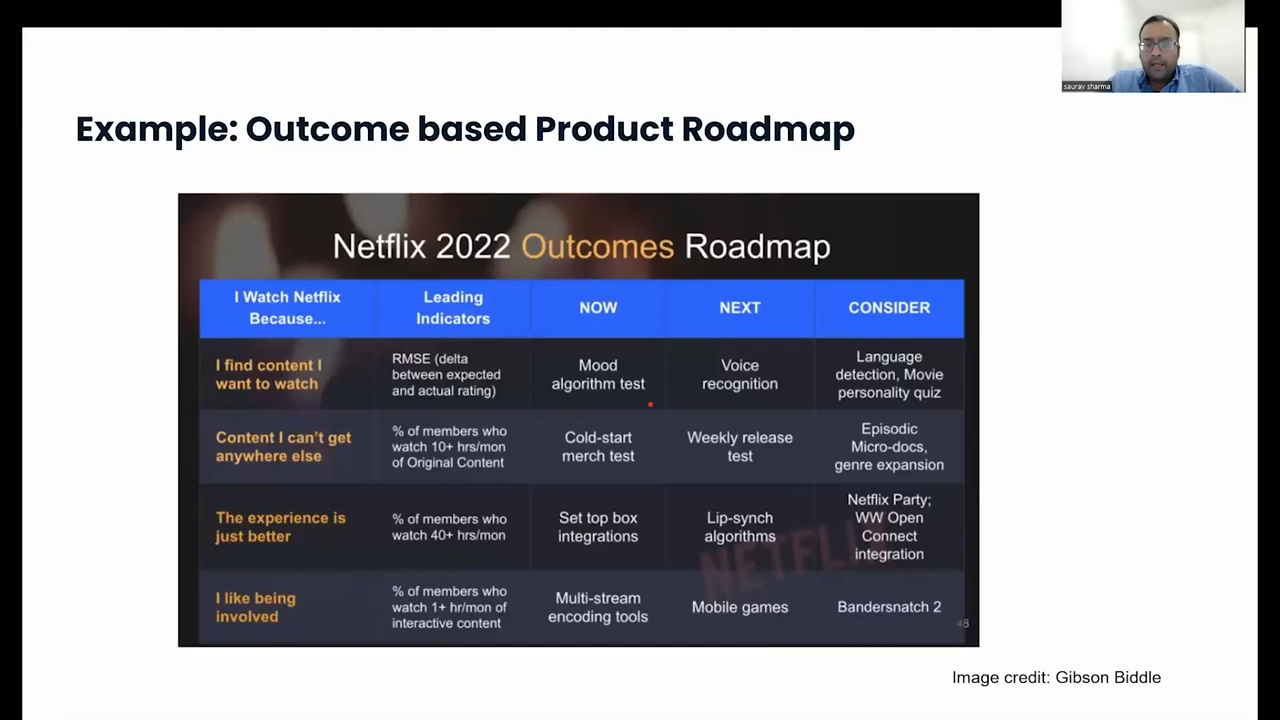 saurav sharma
Example: Outcome based Product Roadmap
Netflix 2022 Outcomes Roadmap
I Watch Netflix
Because...
Leading
Indicators
NOW
NEXT
CONSIDER
I find content I
want to watch
RMSE (delta
between expected
and actual rating)
Mood
algorithm test
Voice
recognition
Language
detection, Movie
personality quiz
Content I can't get
anywhere else
% of members who
watch 10+ hrs/mon
of Original Content
Cold-start
merch test
Weekly release
test
Episodic
Micro-docs,
genre expansion
The experience is
just better
% of members who
watch 40+ hrs/mon
Set top box
integrations
Lip-synch
algorithms
Netflix Party;
WW Open
Connect
integration
NETFLIX
I like being
involved
% of members who
watch 1+ hr/mon of
interactive content
Multi-stream
encoding tools
Mobile games
Bandersnatch 2
48
Image credit: Gibson Biddle